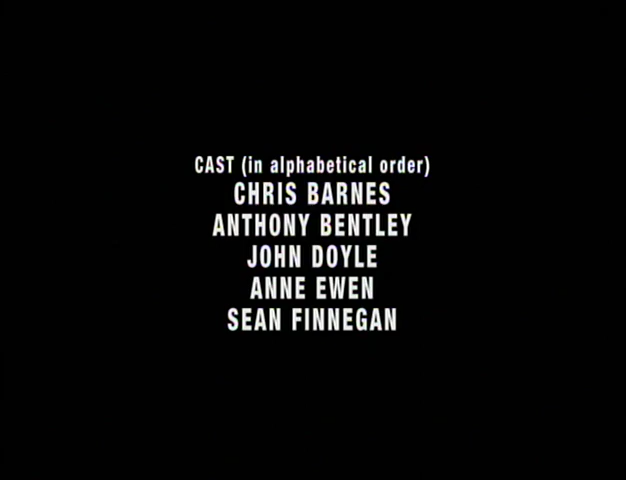 CAST (in alphabetical order)
CHRIS BARNES
ANTHONY BENTLEY
JOHN DOYLE
ANNE EWEN
SEAN FINNEGAN